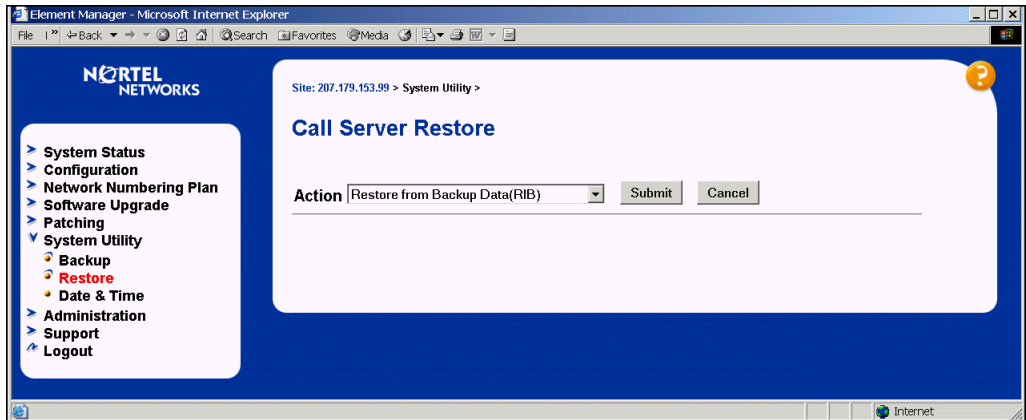 Element Manager - Microsoft Internet Explorer
File Back Search Favorites Media
NORTEL
NETWORKS
Site: 207.179.153.99 > System Utility >
Call Server Restore
Action Restore from Backup Data(RIB) Submit Cancel
System Status
Configuration
Network Numbering Plan
Software Upgrade
Patching
System Utility
Backup
Restore
Date & Time
Administration
Support
Logout
Internet